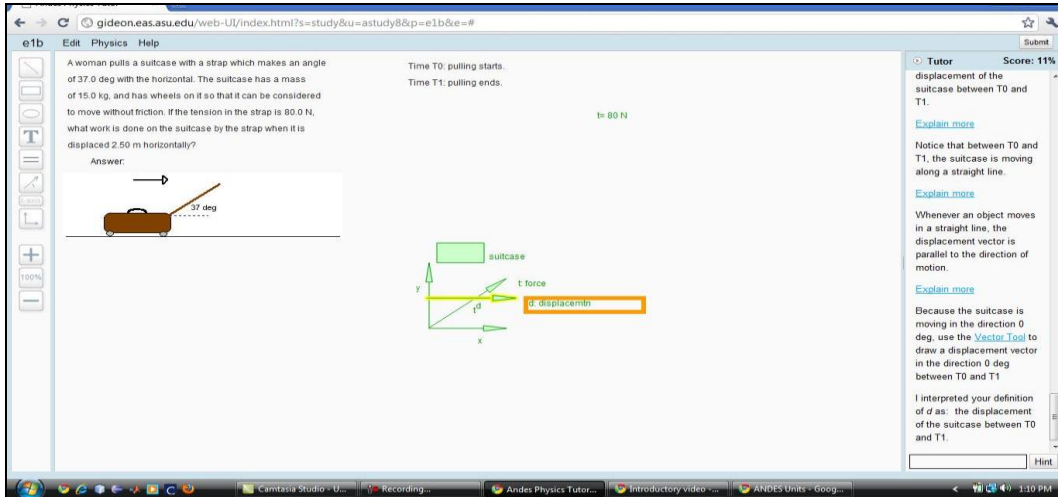 Andes Physics Tutor
gideon.eas.asu.edu/web-UI/index.html?s=study&u=astudy8&p=e1b&e=#
e1b Edit Physics Help Submit
A woman pulls a suitcase with a strap which makes an angle
of 37.0 deg with the horizontal. The suitcase has a mass
of 15.0 kg, and has wheels on it so that it can be considered
to move without friction. If the tension in the strap is 80.0 N,
what work is done on the suitcase by the strap when it is
displaced 2.50 m horizontally?
Answer:
37 deg
Time T0: pulling starts.
Time T1: pulling ends.
t= 80 N
suitcase
y
t: force
d
t
d: displacemtn
x
T
100%
Tutor Score: 11%
displacement of the
suitcase between T0 and
T1.
Explain more
Notice that between T0 and
T1, the suitcase is moving
along a straight line.
Explain more
Whenever an object moves
in a straight line, the
displacement vector is
parallel to the direction of
motion.
Explain more
Because the suitcase is
moving in the direction 0
deg, use the Vector Tool to
draw a displacement vector
in the direction 0 deg
between T0 and T1
I interpreted your definition
of d as: the displacement
of the suitcase between T0
and T1.
Hint
Camtasia Studio - U... Recording... Andes Physics Tutor... Introductory video -... ANDES Units - Goog... 1:10 PM